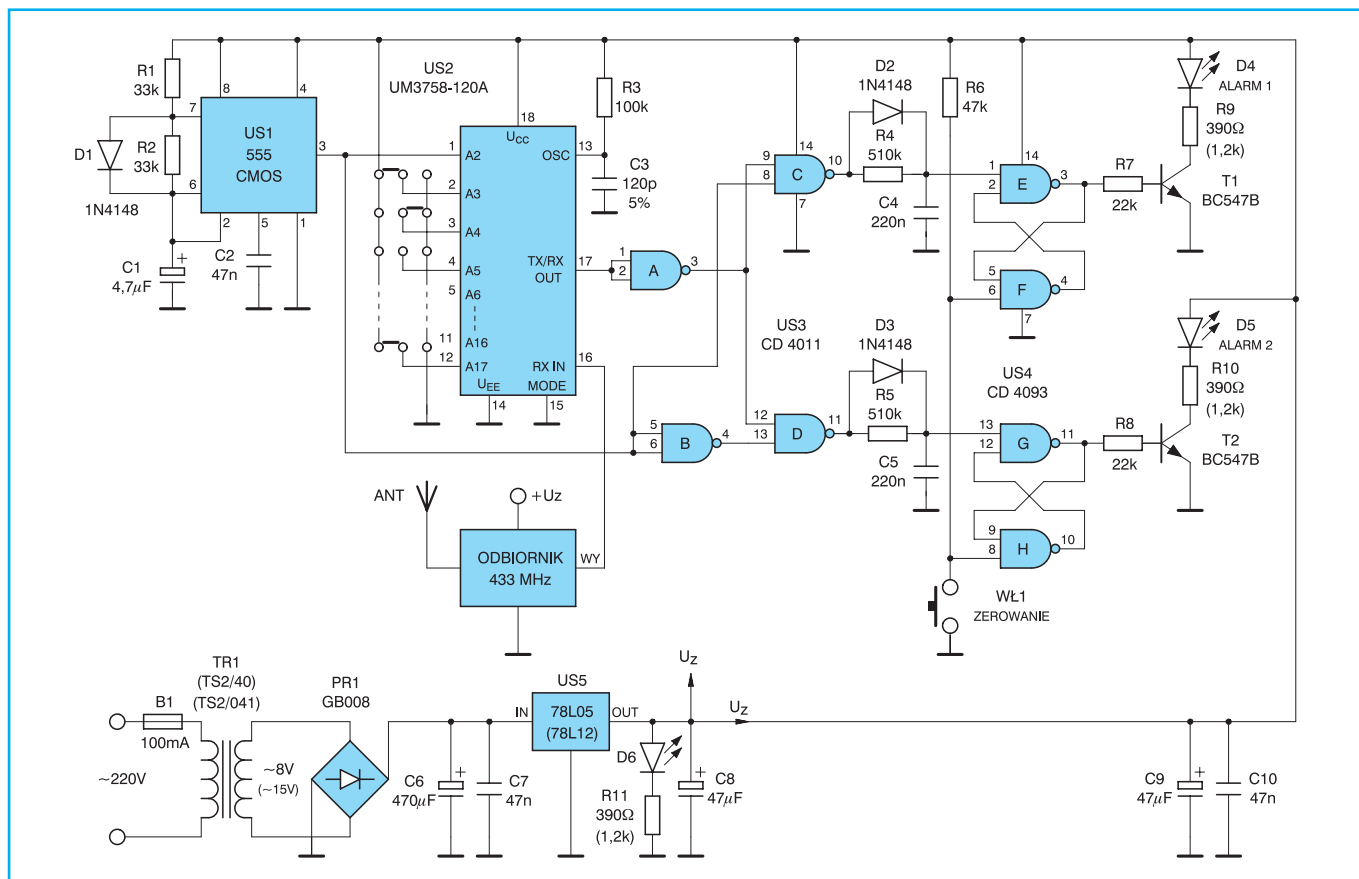 R1
33k
D1
1N4148
R2
33k
7
6
8
4
US1
555
CMOS
3
2
5
1
C1
+
4,7μF
C2
47n
US2
UM3758-120A
R3
100k
C3
120p
5%
18
UCC
1
A2
OSC
13
2
A3
3
A4
4
A5
TX/RX
OUT
17
5
A6
11
A16
12
A17
RX IN
16
UEE
MODE
14
15
1
2
A
3
5
6
B
4
US3
CD 4011
9
8
C
14
10
7
D2
1N4148
R4
510k
C4
220n
12
13
D
11
D3
1N4148
R5
510k
C5
220n
R6
47k
1
2
14
E
3
5
6
F
4
7
US4
CD 4093
13
12
G
11
9
8
H
10
R7
22k
R8
22k
D4
ALARM 1
R9
390Ω
(1,2k)
T1
BC547B
D5
ALARM 2
R10
390Ω
(1,2k)
T2
BC547B
WŁ1
ZEROWANIE
ANT
+Uz
ODBIORNIK
433 MHz
WY
TR1
(TS2/40)
(TS2/041)
B1
100mA
~220V
~8V
(~15V)
PR1
GB008
C6
+
470μF
C7
47n
US5
IN
78L05
(78L12)
OUT
D6
R11
390Ω
(1,2k)
UZ
UZ
C8
+
47μF
C9
+
47μF
C10
47n